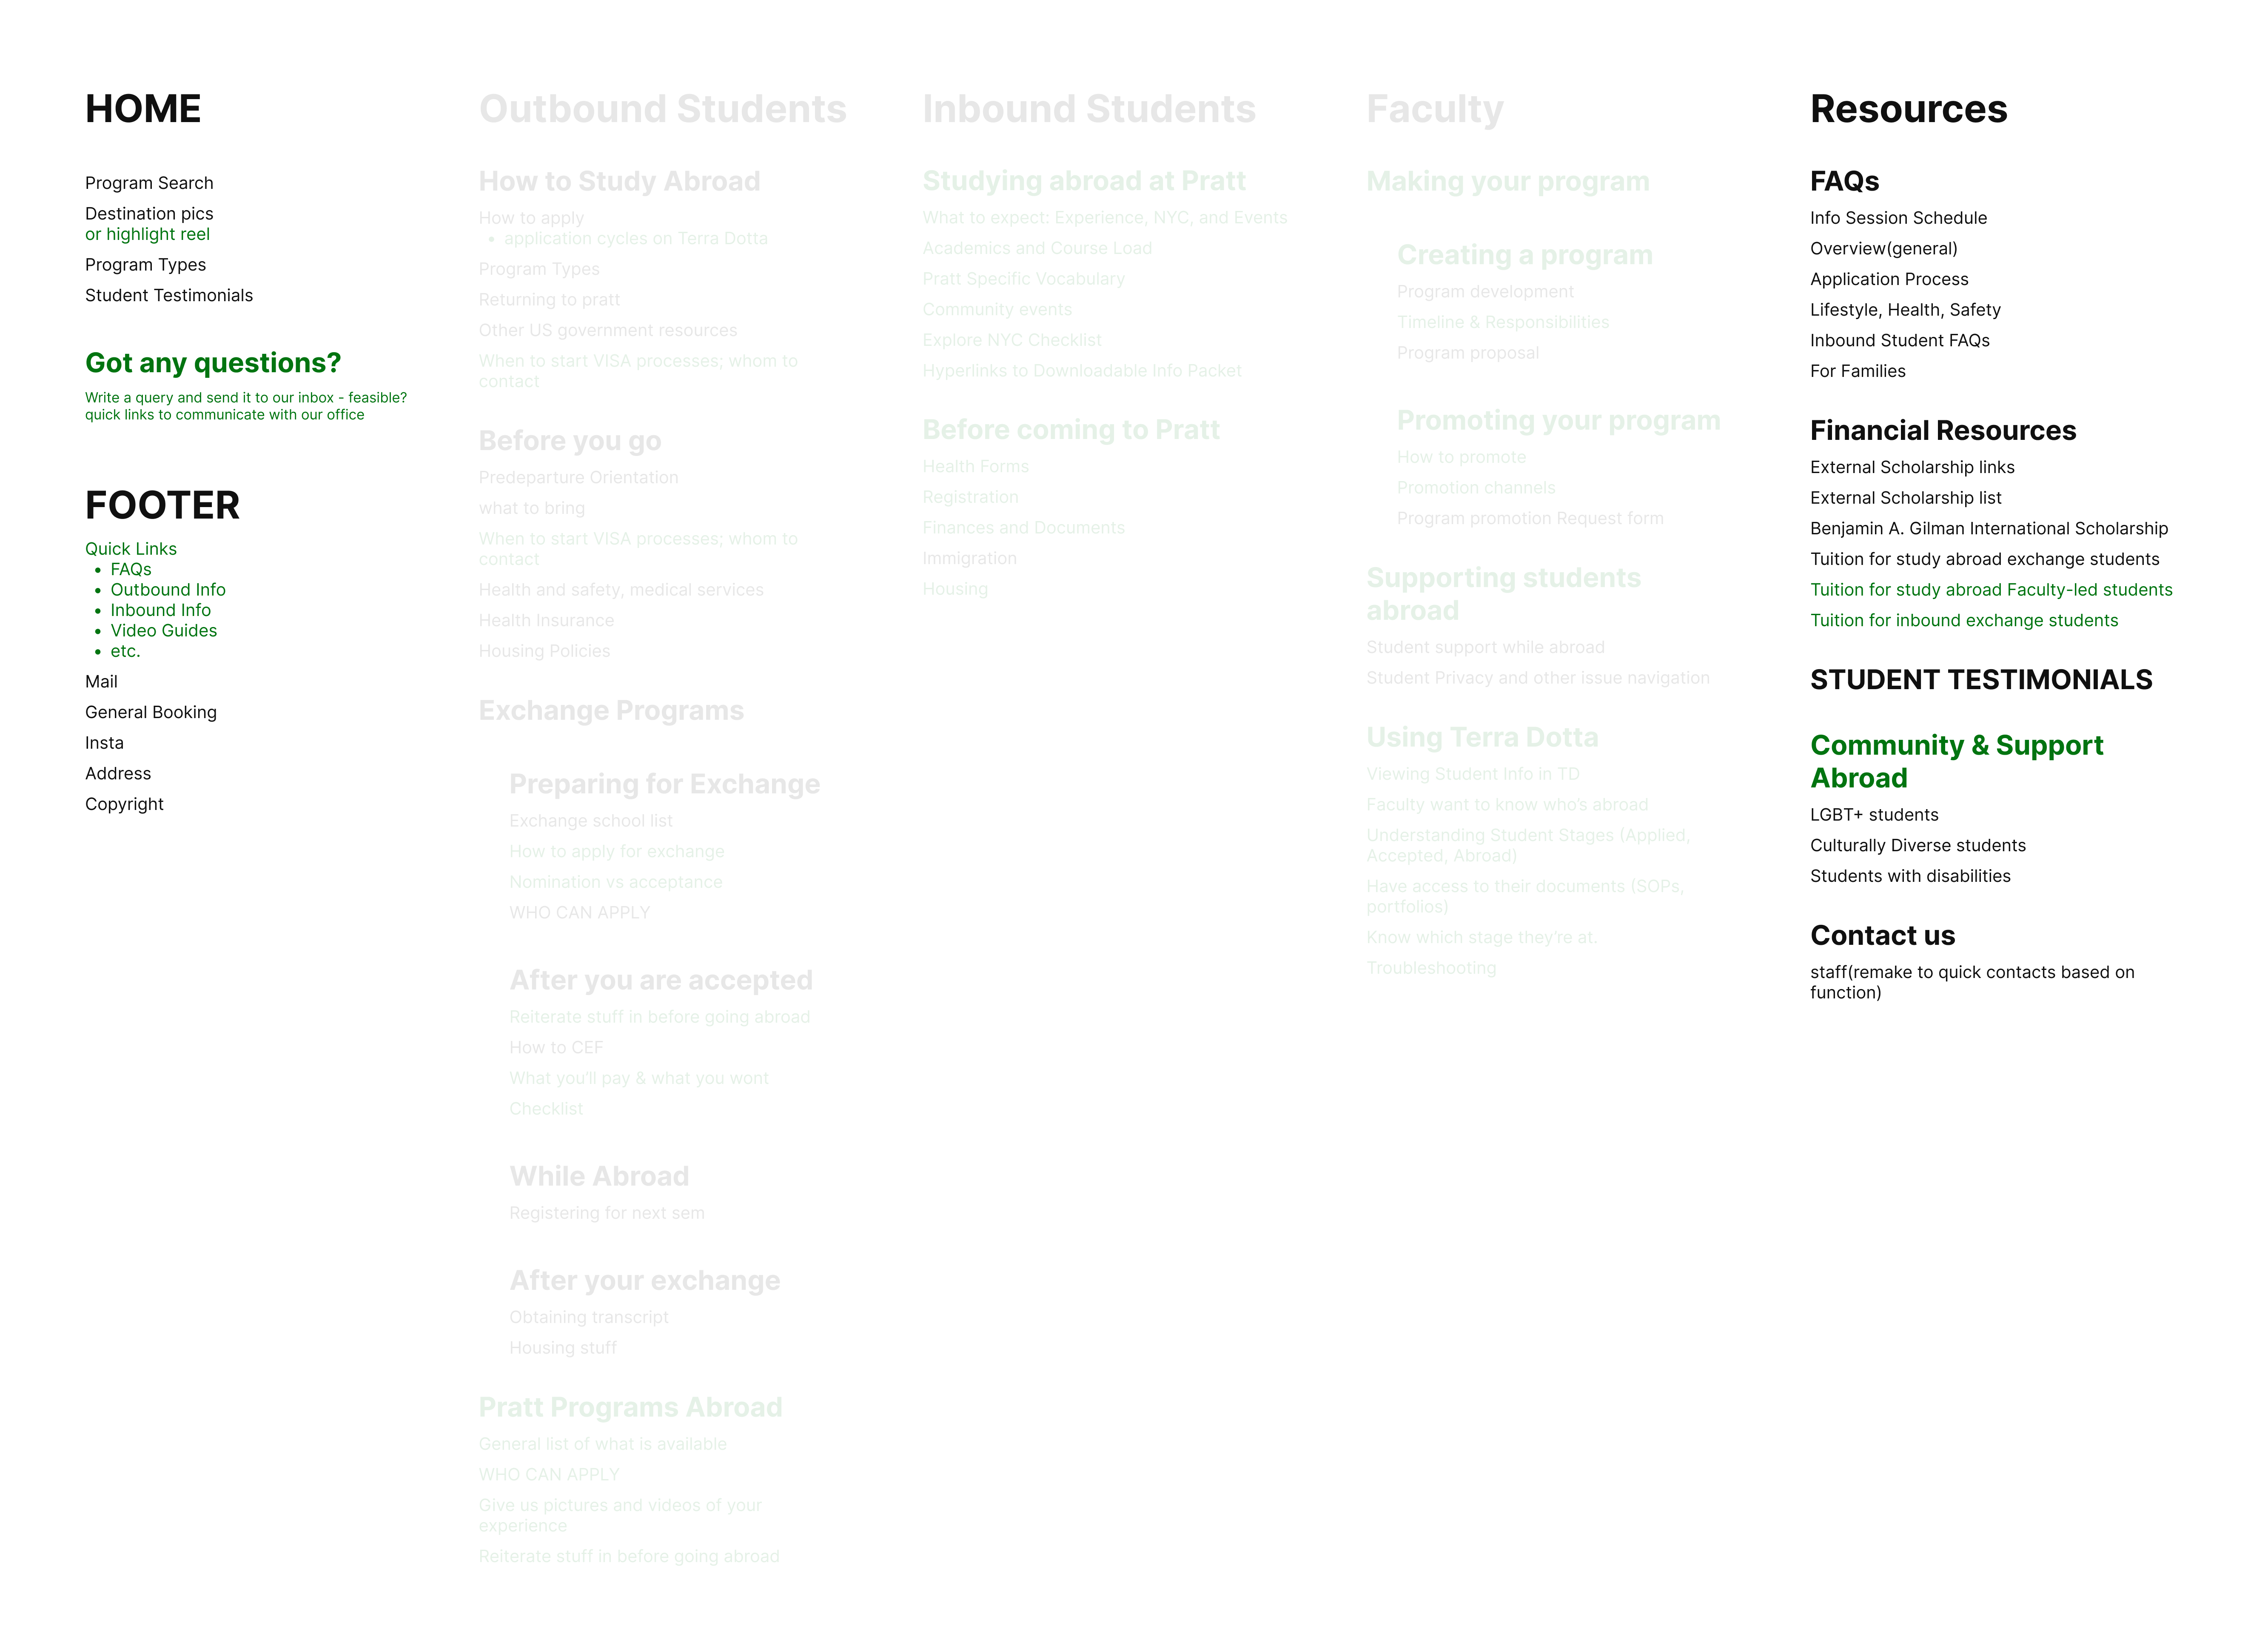 HOME
Program Search
Destination pics
or highlight reel
Program Types
Student Testimonials
Got any questions?
Write a query and send it to our inbox - feasible?
quick links to communicate with our office
FOOTER
Quick Links
• FAQs
• Outbound Info
• Inbound Info
• Video Guides
• etc.
Mail
General Booking
Insta
Address
Copyright
Outbound Students
How to Study Abroad
How to apply
• application cycles on Terra Dotta
Program Types
Returning to pratt
Other US government resources
When to start VISA processes; whom to
contact
Before you go
Predeparture Orientation
what to bring
When to start VISA processes; whom to
contact
Health and safety, medical services
Health Insurance
Housing Policies
Exchange Programs
Preparing for Exchange
Exchange school list
How to apply for exchange
Nomination vs acceptance
WHO CAN APPLY
After you are accepted
Reiterate stuff in before going abroad
How to CEF
What you'll pay & what you wont
Checklist
While Abroad
Registering for next sem
After your exchange
Obtaining transcript
Housing stuff
Pratt Programs Abroad
General list of what is available
WHO CAN APPLY
Give us pictures and videos of your
experience
Reiterate stuff in before going abroad
Inbound Students
Studying abroad at Pratt
What to expect: Experience, NYC, and Events
Academics and Course Load
Pratt Specific Vocabulary
Community events
Explore NYC Checklist
Hyperlinks to Downloadable Info Packet
Before coming to Pratt
Health Forms
Registration
Finances and Documents
Immigration
Housing
Faculty
Making your program
Creating a program
Program development
Timeline & Responsibilities
Program proposal
Promoting your program
How to promote
Promotion channels
Program promotion Request form
Supporting students
abroad
Student support while abroad
Student Privacy and other issue navigation
Using Terra Dotta
Viewing Student Info in TD
Faculty want to know who's abroad
Understanding Student Stages (Applied,
Accepted, Abroad)
Have access to their documents (SOPs,
portfolios)
Know which stage they're at.
Troubleshooting
Resources
FAQs
Info Session Schedule
Overview(general)
Application Process
Lifestyle, Health, Safety
Inbound Student FAQs
For Families
Financial Resources
External Scholarship links
External Scholarship list
Benjamin A. Gilman International Scholarship
Tuition for study abroad exchange students
Tuition for study abroad Faculty-led students
Tuition for inbound exchange students
STUDENT TESTIMONIALS
Community & Support
Abroad
LGBT+ students
Culturally Diverse students
Students with disabilities
Contact us
staff(remake to quick contacts based on
function)